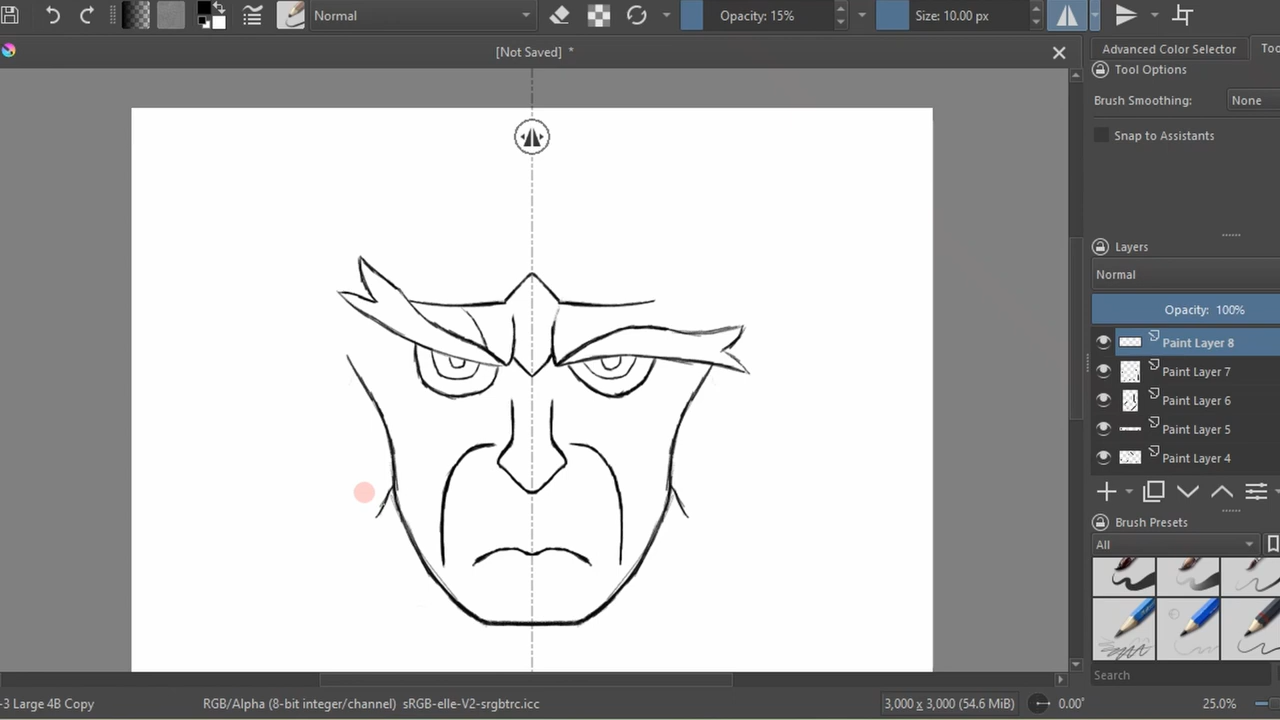 Normal
Opacity: 15%
Size: 10.00 px
[Not Saved] *
Advanced Color Selector
Too
Tool Options
Brush Smoothing:
None
Snap to Assistants
Layers
Normal
Opacity: 100%
Paint Layer 8
Paint Layer 7
Paint Layer 6
Paint Layer 5
Paint Layer 4
Brush Presets
All
Search
-3 Large 4B Copy
RGB/Alpha (8-bit integer/channel) sRGB-elle-V2-srgbtrc.icc
3,000 x 3,000 (54.6 MiB)
0.00°
25.0%